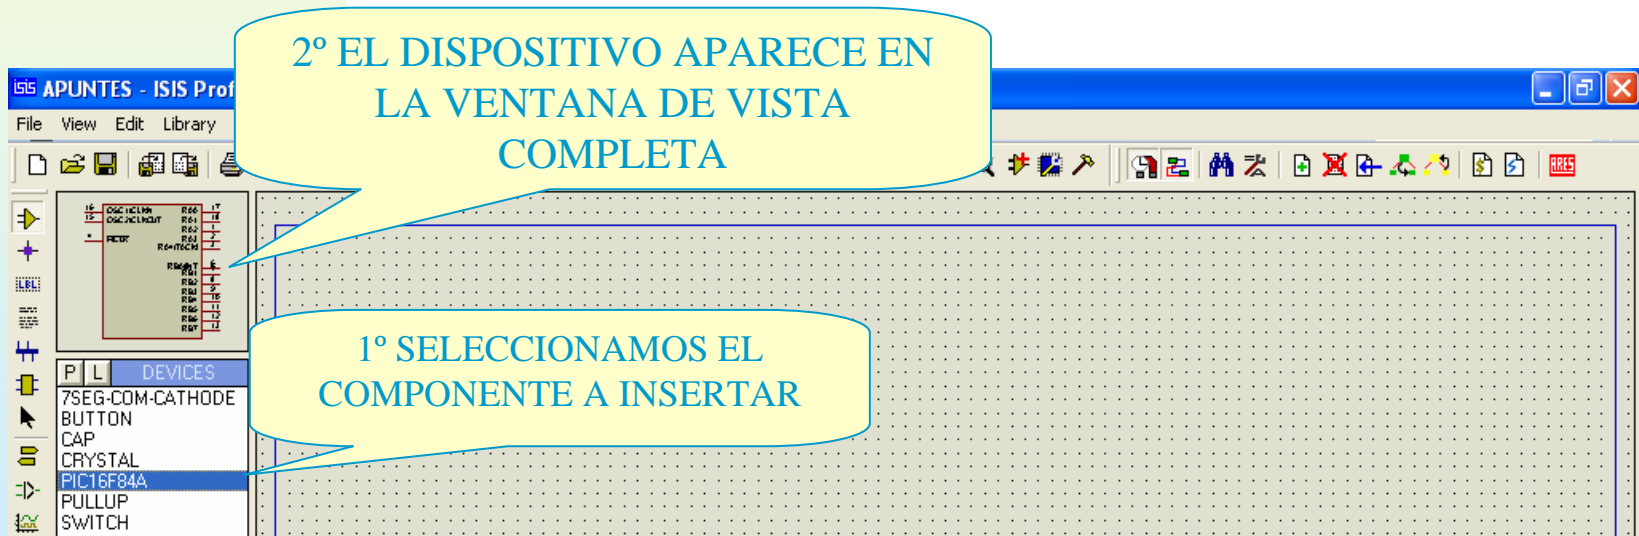 2º EL DISPOSITIVO APARECE EN
LA VENTANA DE VISTA
COMPLETA
isis APUNTES - ISIS Prof
File View Edit Library
LBL
ARES
1º SELECCIONAMOS EL
COMPONENTE A INSERTAR
P L DEVICES
7SEG-COM-CATHODE
BUTTON
CAP
CRYSTAL
PIC16F84A
PULLUP
SWITCH